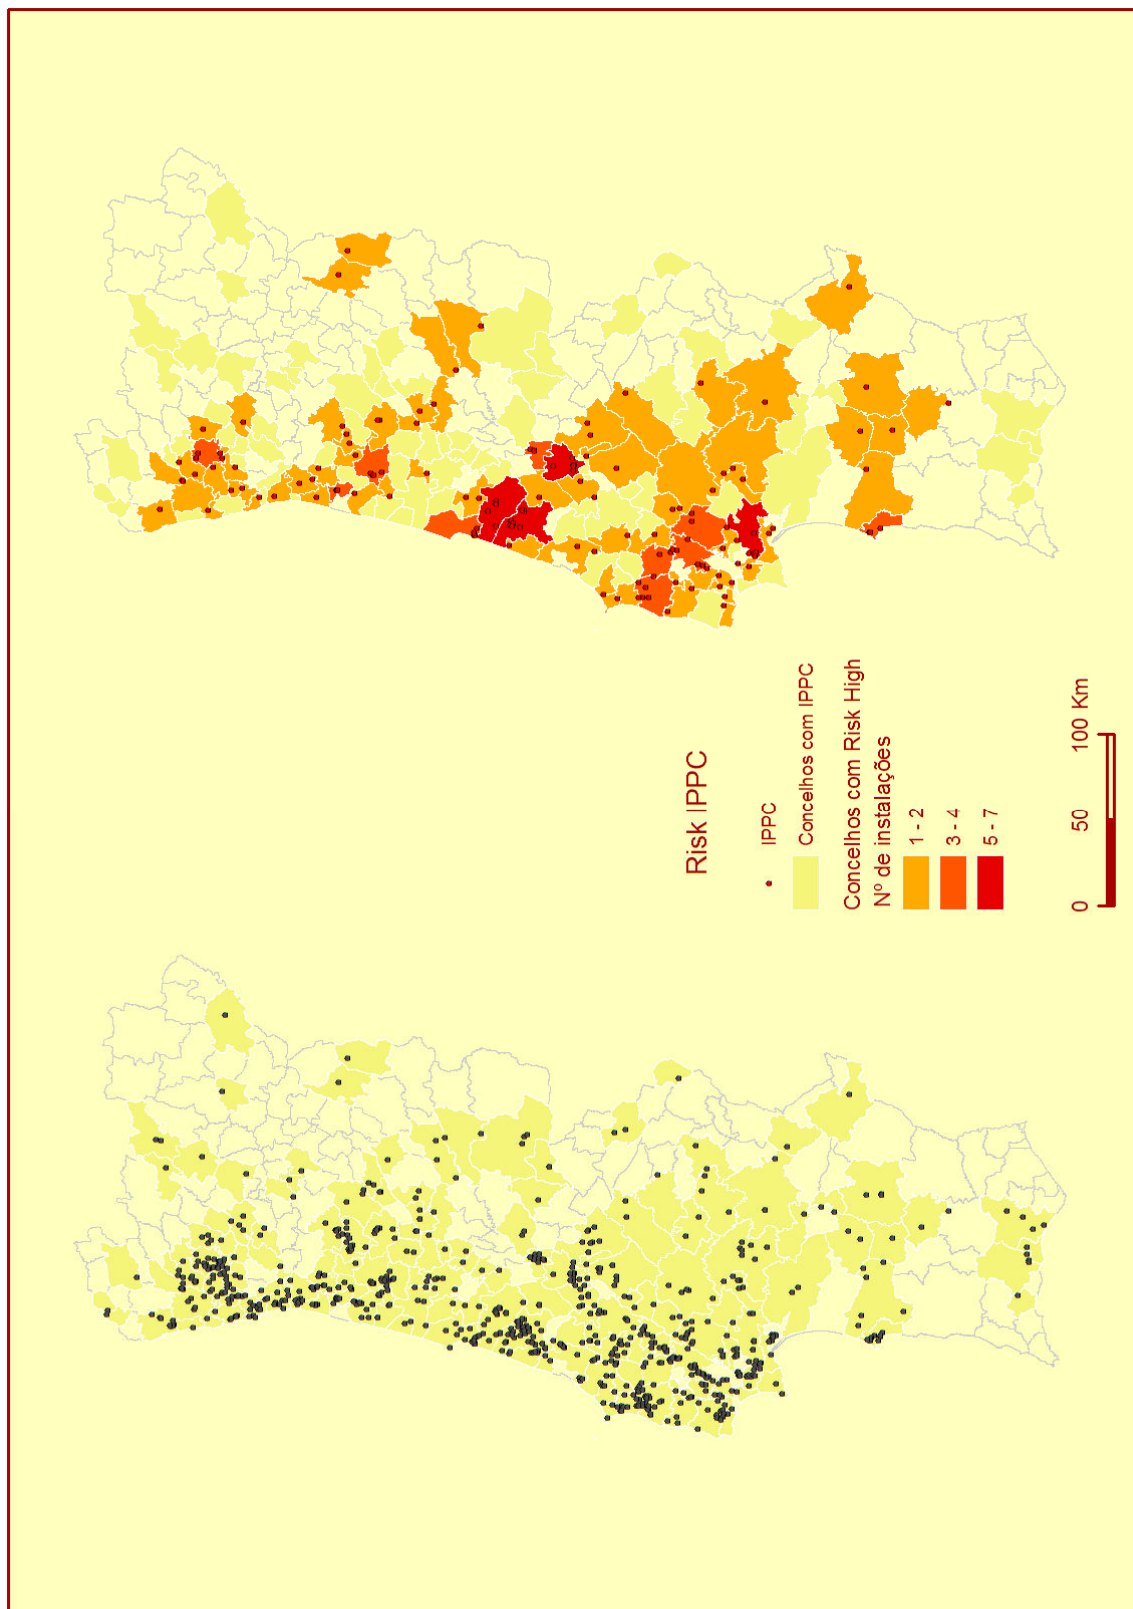 Risk IPPC
IPPC
Concelhos com IPPC
Concelhos com Risk High
Nº de instalações
1 - 2
3 - 4
5 - 7
0 50 100 Km